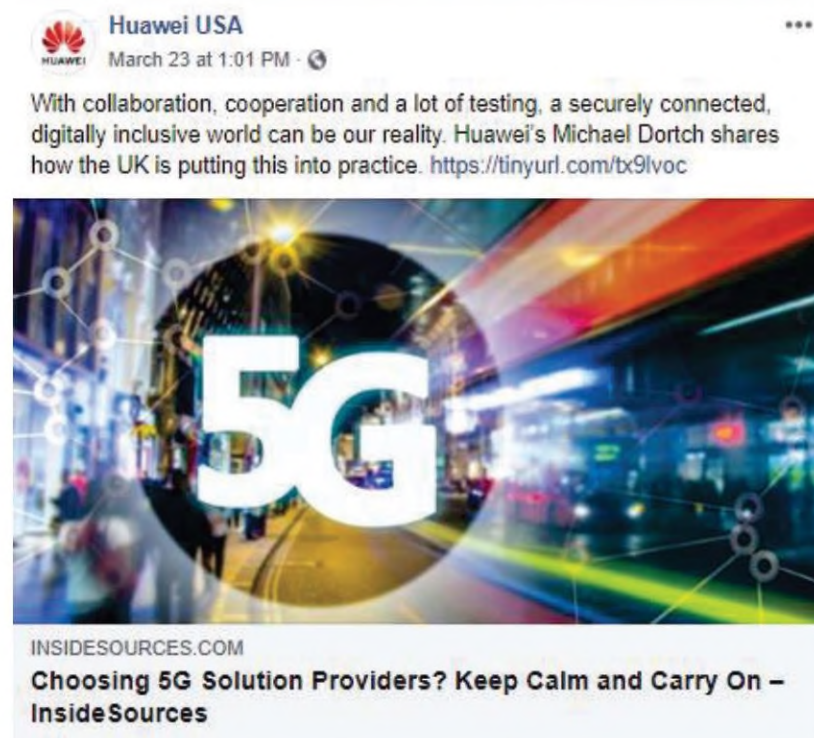 Huawei USA
March 23 at 1:01 PM ·
HUAWEI
With collaboration, cooperation and a lot of testing, a securely connected,
digitally inclusive world can be our reality. Huawei's Michael Dortch shares
how the UK is putting this into practice. https://tinyurl.com/tx9lvoc
5G
INSIDESOURCES.COM
Choosing 5G Solution Providers? Keep Calm and Carry On –
InsideSources